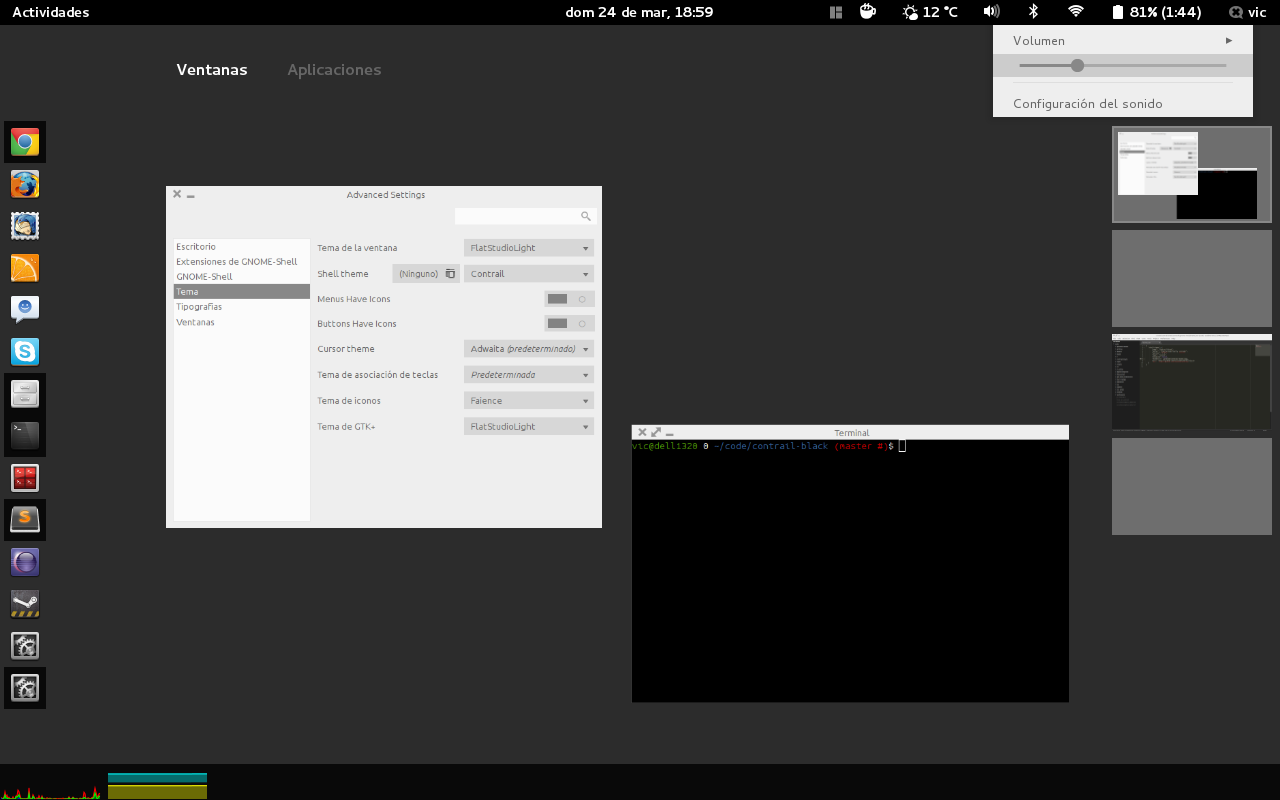 Actividades
dom 24 de mar, 18:59
12 °C
81% (1:44)
vic
Volumen
Configuración del sonido
Ventanas
Aplicaciones
Advanced Settings
Escritorio
Extensiones de GNOME-Shell
GNOME-Shell
Tema
Tipografías
Ventanas
Tema de la ventana
FlatStudioLight
Shell theme
(Ninguno)
Contrail
Menus Have Icons
Buttons Have Icons
Cursor theme
Adwaita (predeterminado)
Tema de asociación de teclas
Predeterminada
Tema de iconos
Faience
Tema de GTK+
FlatStudioLight
Terminal
vic@dell1320 0 ~/code/contrail-black (master #)$